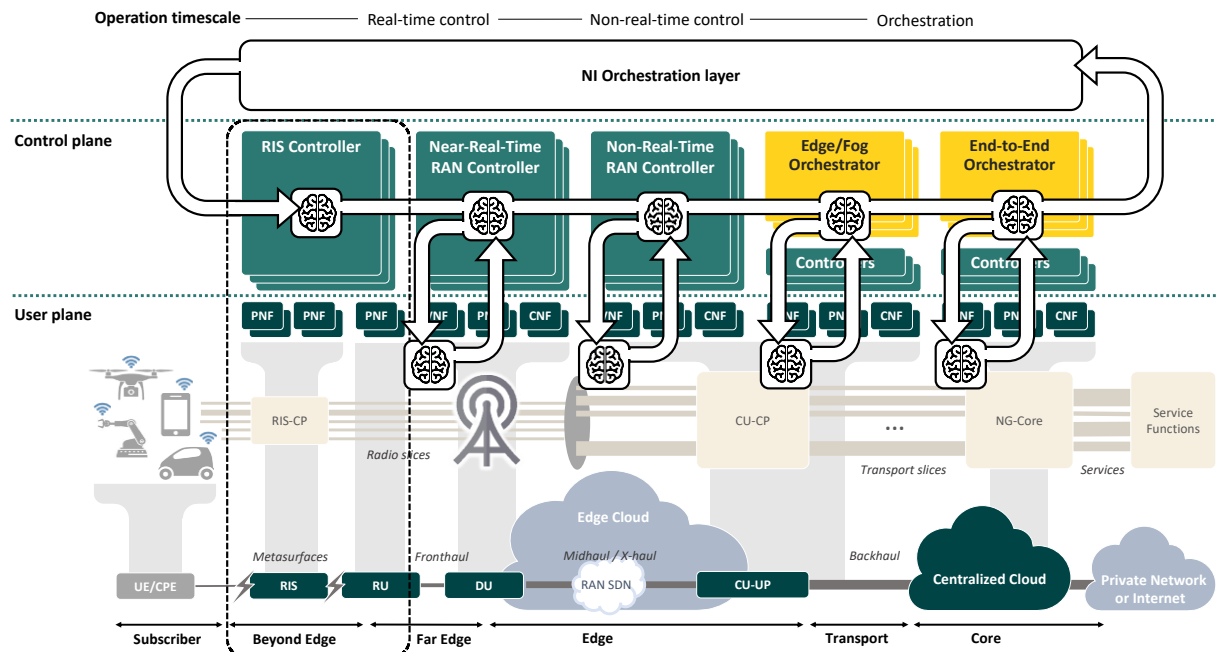 Operation timescale
Real-time control
Non-real-time control
Orchestration
NI Orchestration layer
Control plane
RIS Controller
Near-Real-Time
RAN Controller
Non-Real-Time
RAN Controller
Edge/Fog
Orchestrator
End-to-End
Orchestrator
Controllers
Controllers
User plane
PNF
PNF
PNF
CNF
CNF
CNF
CNF
RIS-CP
CU-CP
...
NG-Core
Service
Functions
Radio slices
Transport slices
Services
Edge Cloud
Metasurfaces
Fronthaul
Midhaul / X-haul
Backhaul
UE/CPE
RIS
RU
DU
RAN SDN
CU-UP
Centralized Cloud
Private Network
or Internet
Subscriber
Beyond Edge
Far Edge
Edge
Transport
Core